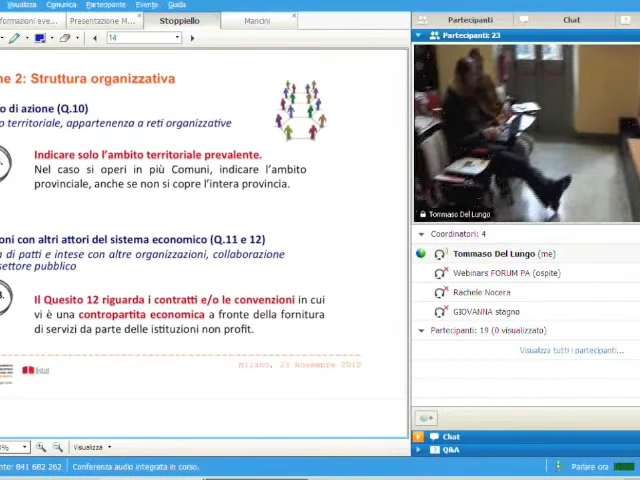 Visualizza Comunica Partecipante Evento Guida
formazioni eve... Presentazione M... Stoppiello Mancini
14
ne 2: Struttura organizzativa
o di azione (Q.10)
o territoriale, appartenenza a reti organizzative
Indicare solo l'ambito territoriale prevalente.
Nel caso si operi in più Comuni, indicare l'ambito
provinciale, anche se non si copre l'intera provincia.
oni con altri attori del sistema economico (Q.11 e 12)
a di patti e intese con altre organizzazioni, collaborazione
settore pubblico
Il Quesito 12 riguarda i contratti e/o le convenzioni in cui
vi è una contropartita economica a fronte della fornitura
di servizi da parte delle istituzioni non profit.
Milano, 23 Novembre 2012
Istat
Visualizza
nto: 841 682 262 Conferenza audio integrata in corso.
Partecipanti Chat
Partecipanti: 23
Tommaso Del Lungo
Coordinatori: 4
Tommaso Del Lungo (me)
Webinars FORUM PA (ospite)
Rachele Nocera
GIOVANNA stagno
Partecipanti: 19 (0 visualizzato)
Visualizza tutti i partecipanti...
Chat
Q&A
Parlare ora